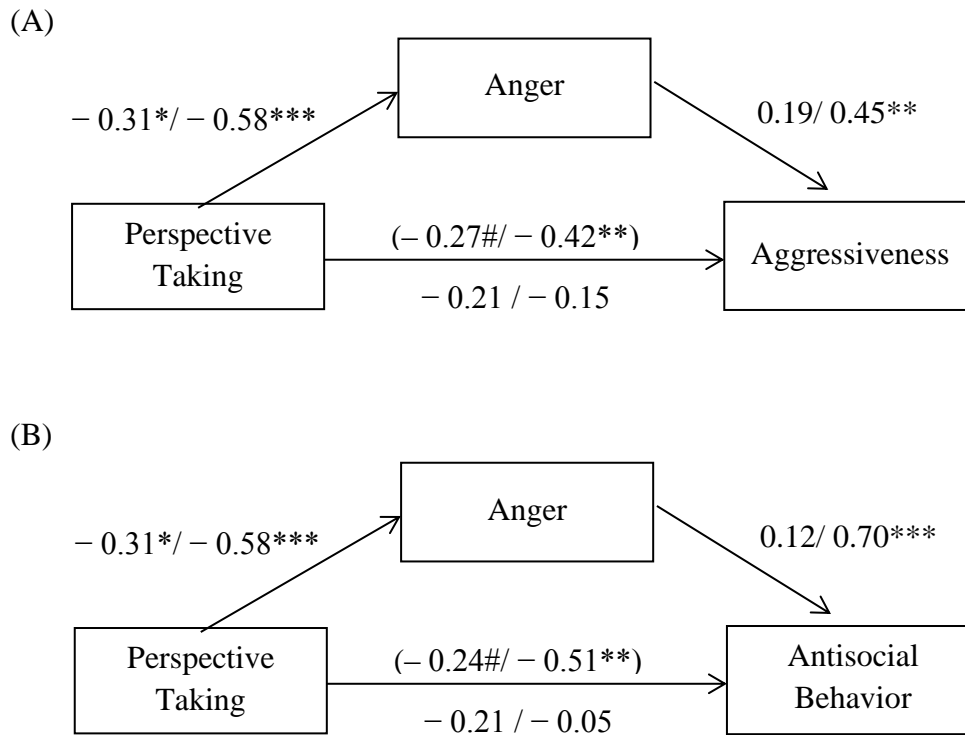 (A)
Anger
− 0.31*/ − 0.58***
0.19/ 0.45**
Perspective
Taking
(– 0.27#/ − 0.42**)
Aggressiveness
− 0.21 / − 0.15
(B)
Anger
− 0.31*/ − 0.58***
0.12/ 0.70***
Perspective
Taking
(– 0.24#/ − 0.51**)
Antisocial
Behavior
− 0.21 / − 0.05